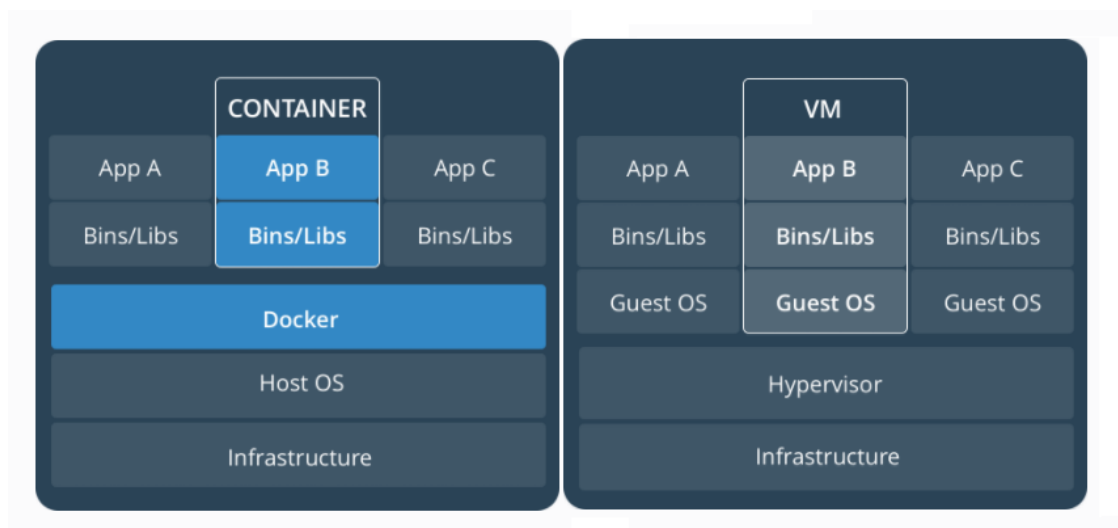 CONTAINER
App A App B App C
Bins/Libs Bins/Libs Bins/Libs
Docker
Host OS
Infrastructure
VM
App A App B App C
Bins/Libs Bins/Libs Bins/Libs
Guest OS Guest OS Guest OS
Hypervisor
Infrastructure